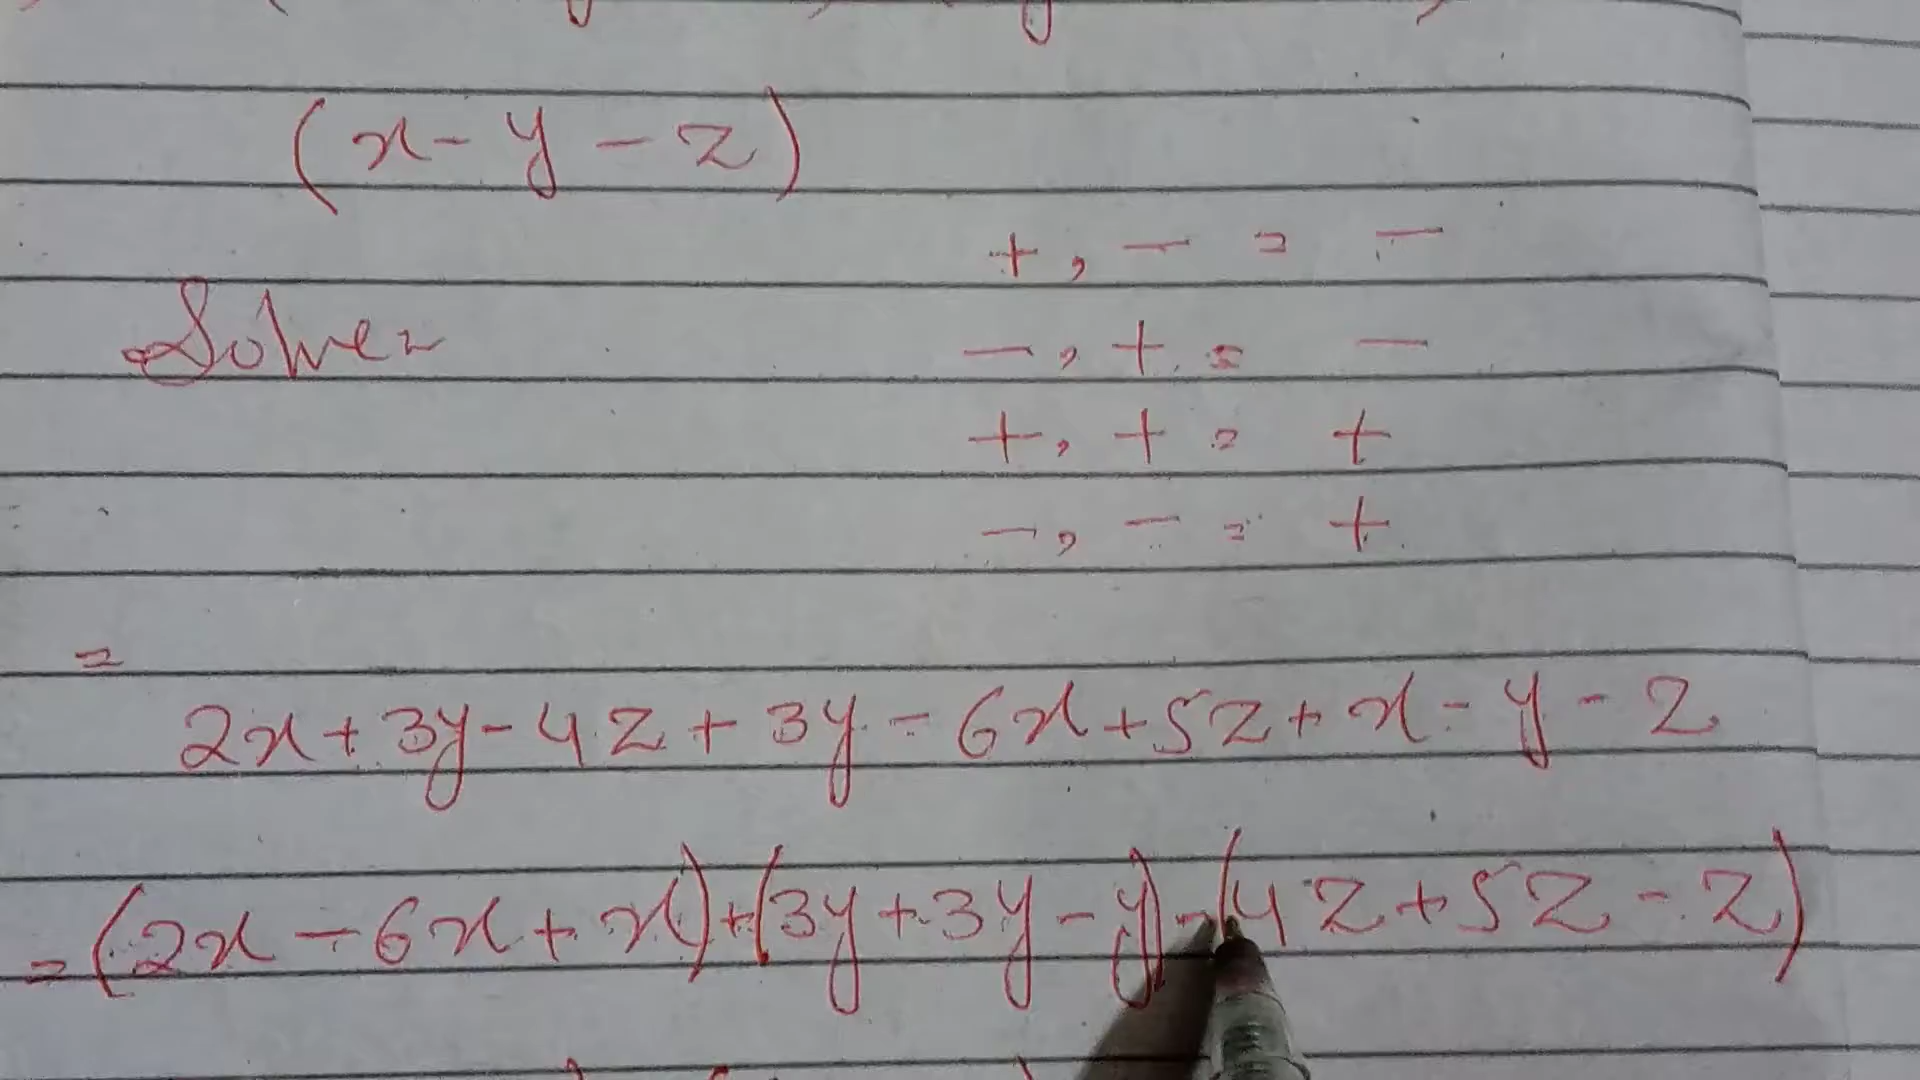 (x - y - z)
+, - = -
Solve =
-, + = -
+, + = +
-, - = +
=
2x + 3y - 4z + 3y - 6x + 5z + x - y - z
= (2x - 6x + x) + (3y + 3y - y) - (4z + 5z - z)